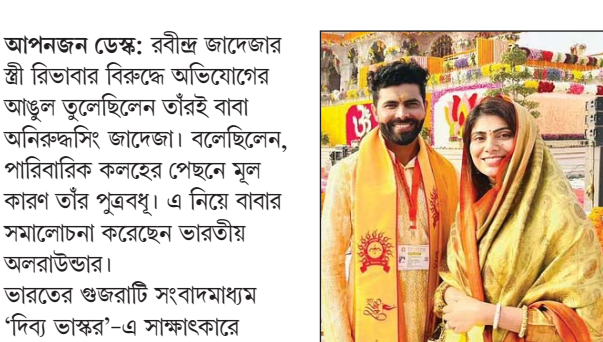 আপনজন ডেস্ক: রবীন্দ্র জাদেজার
স্ত্রী রিভাবার বিরুদ্ধে অভিযোগের
আঙুল তুলেছিলেন তাঁরই বাবা
অনিরুদ্ধসিং জাদেজা। বলেছিলেন,
পারিবারিক কলহের পেছনে মূল
কারণ তাঁর পুত্রবধূ। এ নিয়ে বাবার
সমালোচনা করেছেন ভারতীয়
অলরাউন্ডার।
ভারতের গুজরাটি সংবাদমাধ্যম
‘দিব্য ভাস্কর’-এ সাক্ষাৎকারে